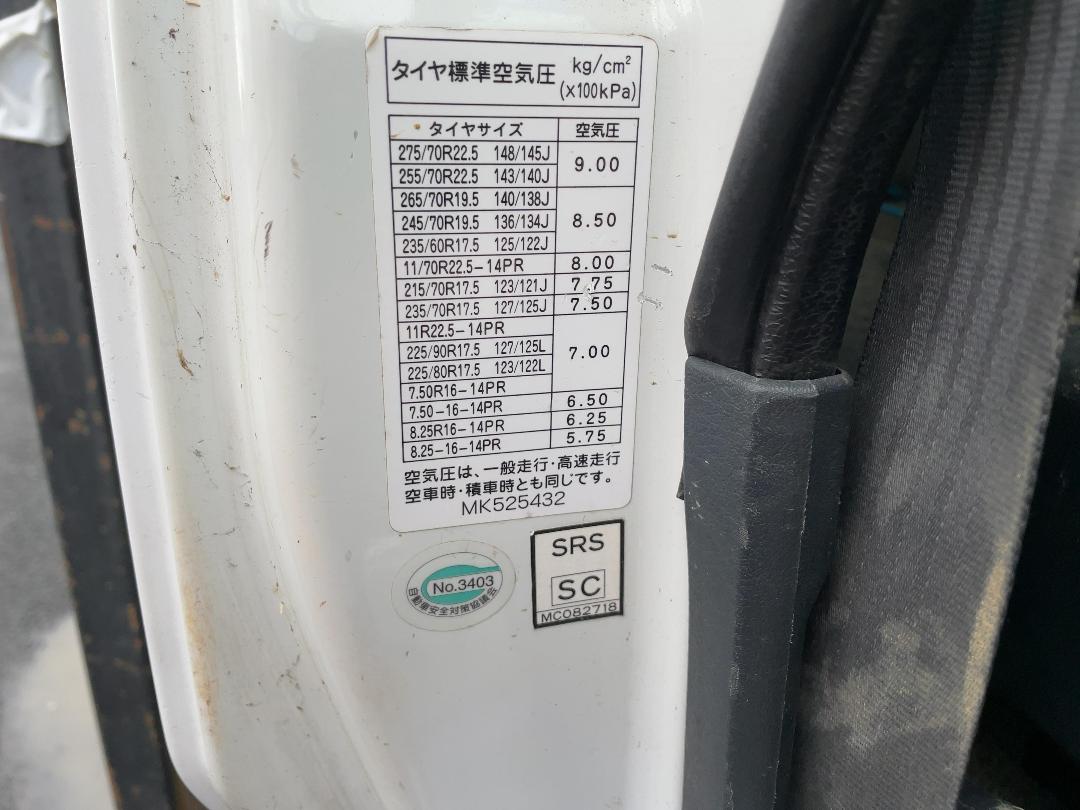 タイヤ標準空気圧 kg/cm² (×100kPa)
タイヤサイズ 空気圧
275/70R22.5 148/145J 9.00
255/70R22.5 143/140J
265/70R19.5 140/138J 8.50
245/70R19.5 136/134J
235/60R17.5 125/122J
11/70R22.5-14PR 8.00
215/70R17.5 123/121J 7.75
235/70R17.5 127/125J 7.50
11R22.5-14PR 7.00
225/90R17.5 127/125L
225/80R17.5 123/122L
7.50R16-14PR
7.50-16-14PR 6.50
8.25R16-14PR 6.25
8.25-16-14PR 5.75
空気圧は、一般走行・高速走行
空車時・積車時とも同じです。
MK525432
No.3403
自動車安全対策協議会
SRS
SC
MC082718